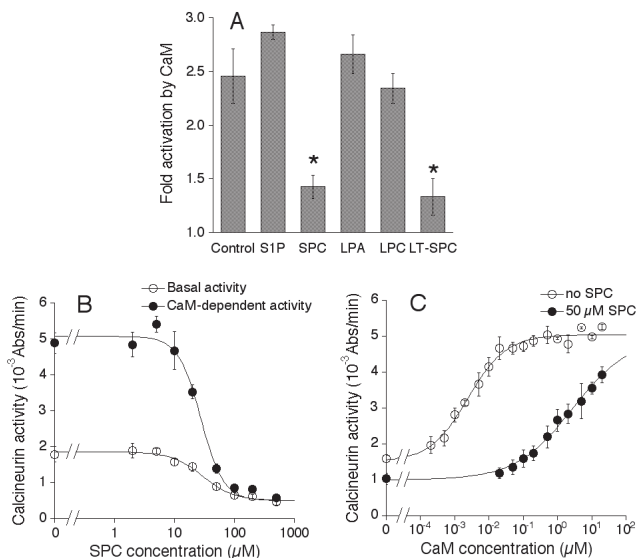 A
Fold activation by CaM
3.0
2.5
2.0
1.5
1.0
*
*
Control S1P SPC LPA LPC LT-SPC
B
Basal activity
CaM-dependent activity
Calcineurin activity (10⁻³ Abs/min)
6
5
4
3
2
1
0
0 1 10 100 1000
SPC concentration (µM)
C
no SPC
50 µM SPC
Calcineurin activity (10⁻³ Abs/min)
6
5
4
3
2
1
0
0 10⁻⁴ 10⁻³ 10⁻² 10⁻¹ 10⁰ 10¹ 10²
CaM concentration (µM)